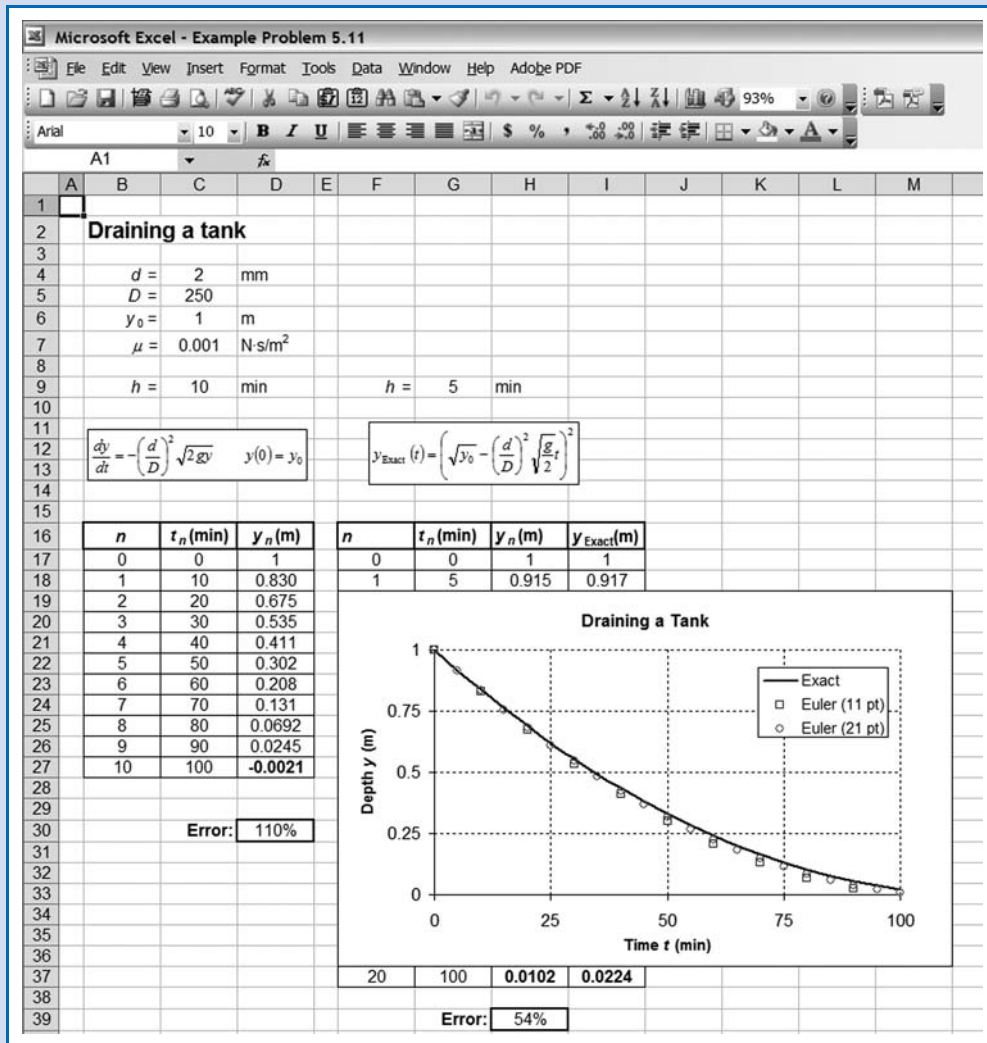 Microsoft Excel - Example Problem 5.11
File Edit View Insert Format Tools Data Window Help Adobe PDF
Σ 93%
Arial 10 B I U $ % , .00 .00 A
A1 fx
A B C D E F G H I J K L M
1
2 Draining a tank
3
4 d = 2 mm
5 D = 250
6 y₀ = 1 m
7 μ = 0.001 N·s/m²
8
9 h = 10 min h = 5 min
10
11
12 dy/dt = −(d/D)² √2gy y(0) = y₀ y_Exact (t) = (√y₀ − (d/D)² √(g/2) t)²
13
14
15
16 n tₙ (min) yₙ (m) n tₙ (min) yₙ (m) y_Exact (m)
17 0 0 1 0 0 1 1
18 1 10 0.830 1 5 0.915 0.917
19 2 20 0.675
20 3 30 0.535
21 4 40 0.411
22 5 50 0.302
23 6 60 0.208
24 7 70 0.131
25 8 80 0.0692
26 9 90 0.0245
27 10 100 -0.0021
28
29
30 Error: 110%
31
32
33
34
35
36
Draining a Tank
Depth y (m)
1
0.75
0.5
0.25
0
Exact
Euler (11 pt)
Euler (21 pt)
0 25 50 75 100
Time t (min)
37 20 100 0.0102 0.0224
38
39 Error: 54%